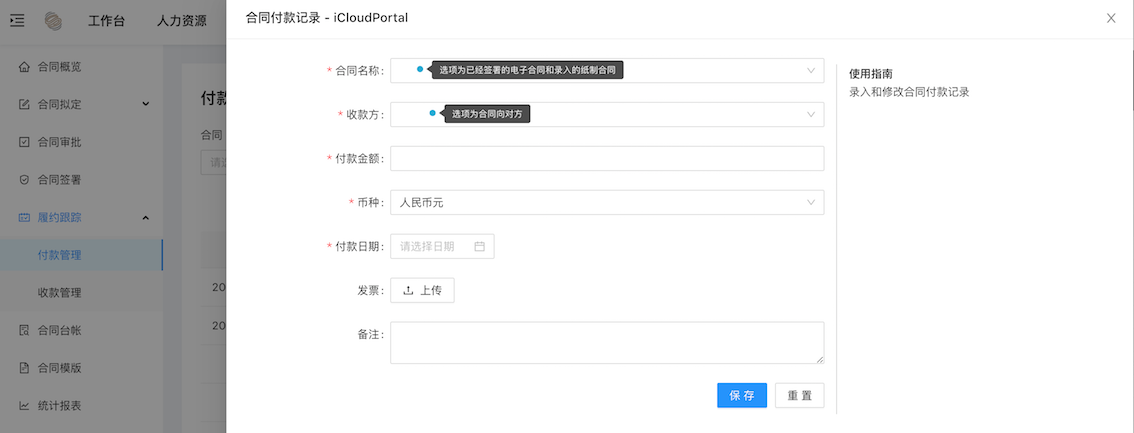 工作台
人力资源
合同付款记录 - iCloudPortal
合同概览
合同拟定
合同审批
合同签署
履约跟踪
付款管理
收款管理
合同台帐
合同模版
统计报表
付款
合同
请
20
20
* 合同名称:
选项为已经签署的电子合同和录入的纸制合同
* 收款方:
选项为合同向对方
* 付款金额:
* 币种:
人民币元
* 付款日期:
请选择日期
发票:
上传
备注:
保 存
重 置
使用指南
录入和修改合同付款记录